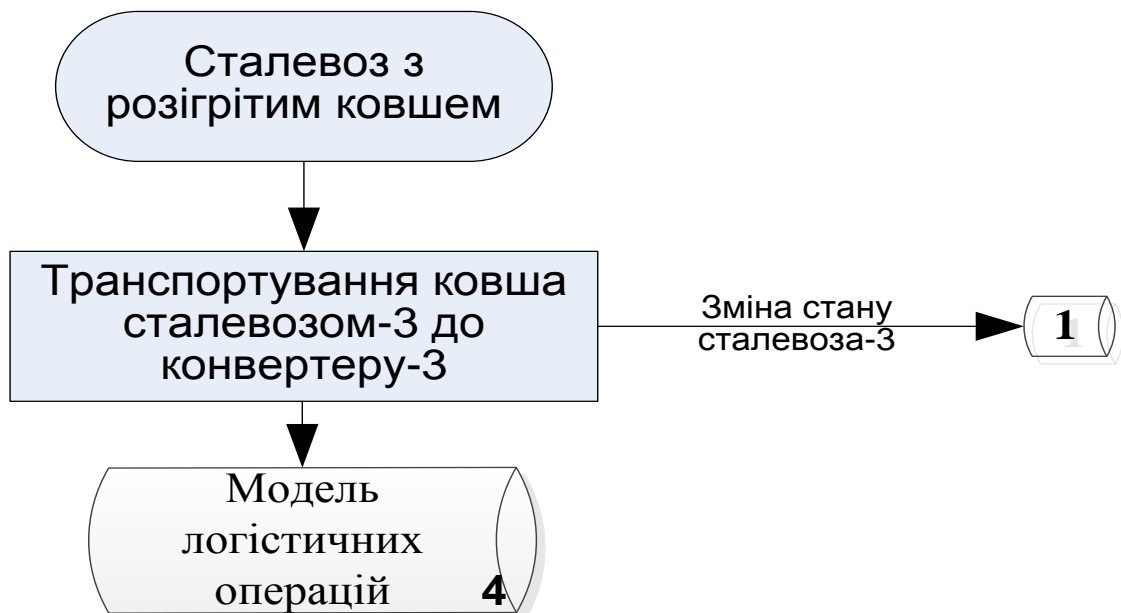 Сталевоз з
розігрітим ковшем
Транспортування ковша
сталевозом-3 до
конвертеру-3
Зміна стану
сталевоза-3
1
Модель
логістичних
операцій 4